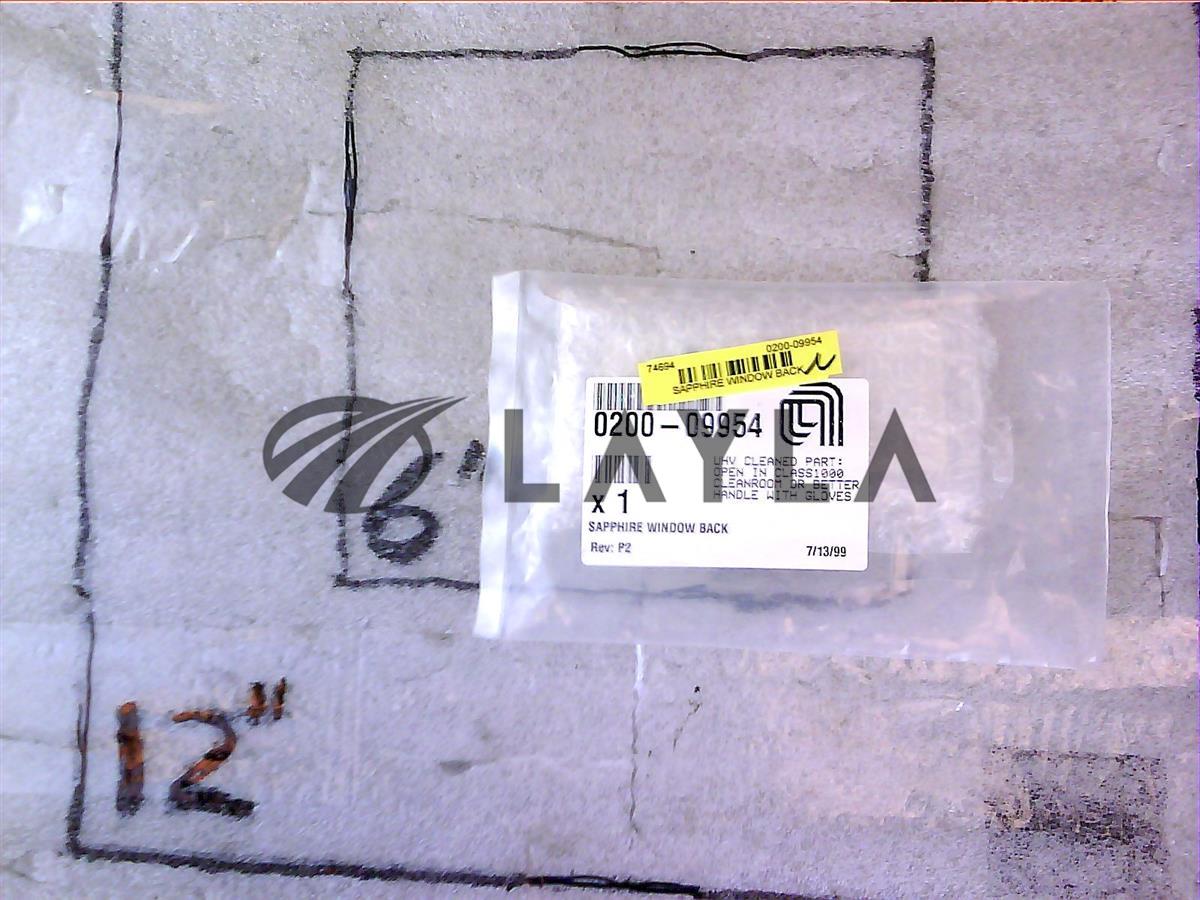 74694 0200-09954
SAPPHIRE WINDOW BACK
0200-09954
UHV CLEANED PART:
OPEN IN CLASS1000
CLEANROOM OR BETTER
HANDLE WITH GLOVES
x 1
SAPPHIRE WINDOW BACK
Rev: P2 7/13/99
LAYLA
6"
12"